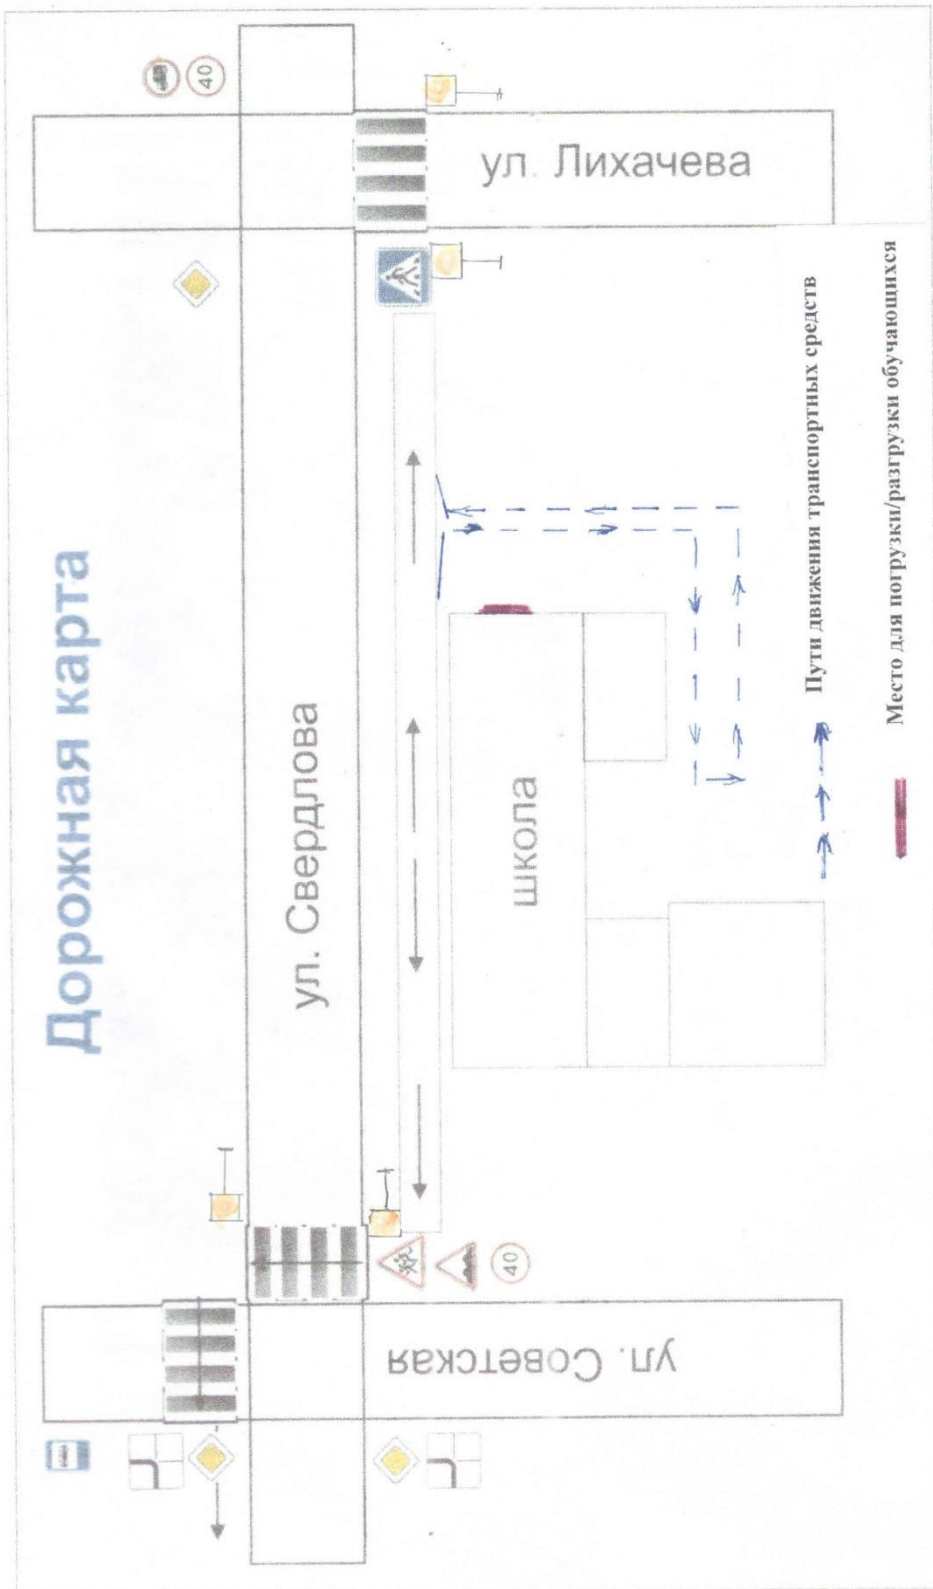 Дорожная карта
40
ул. Лихачева
ул. Свердлова
школа
40
ул. Советская
Пути движения транспортных средств
Место для погрузки/разгрузки обучающихся